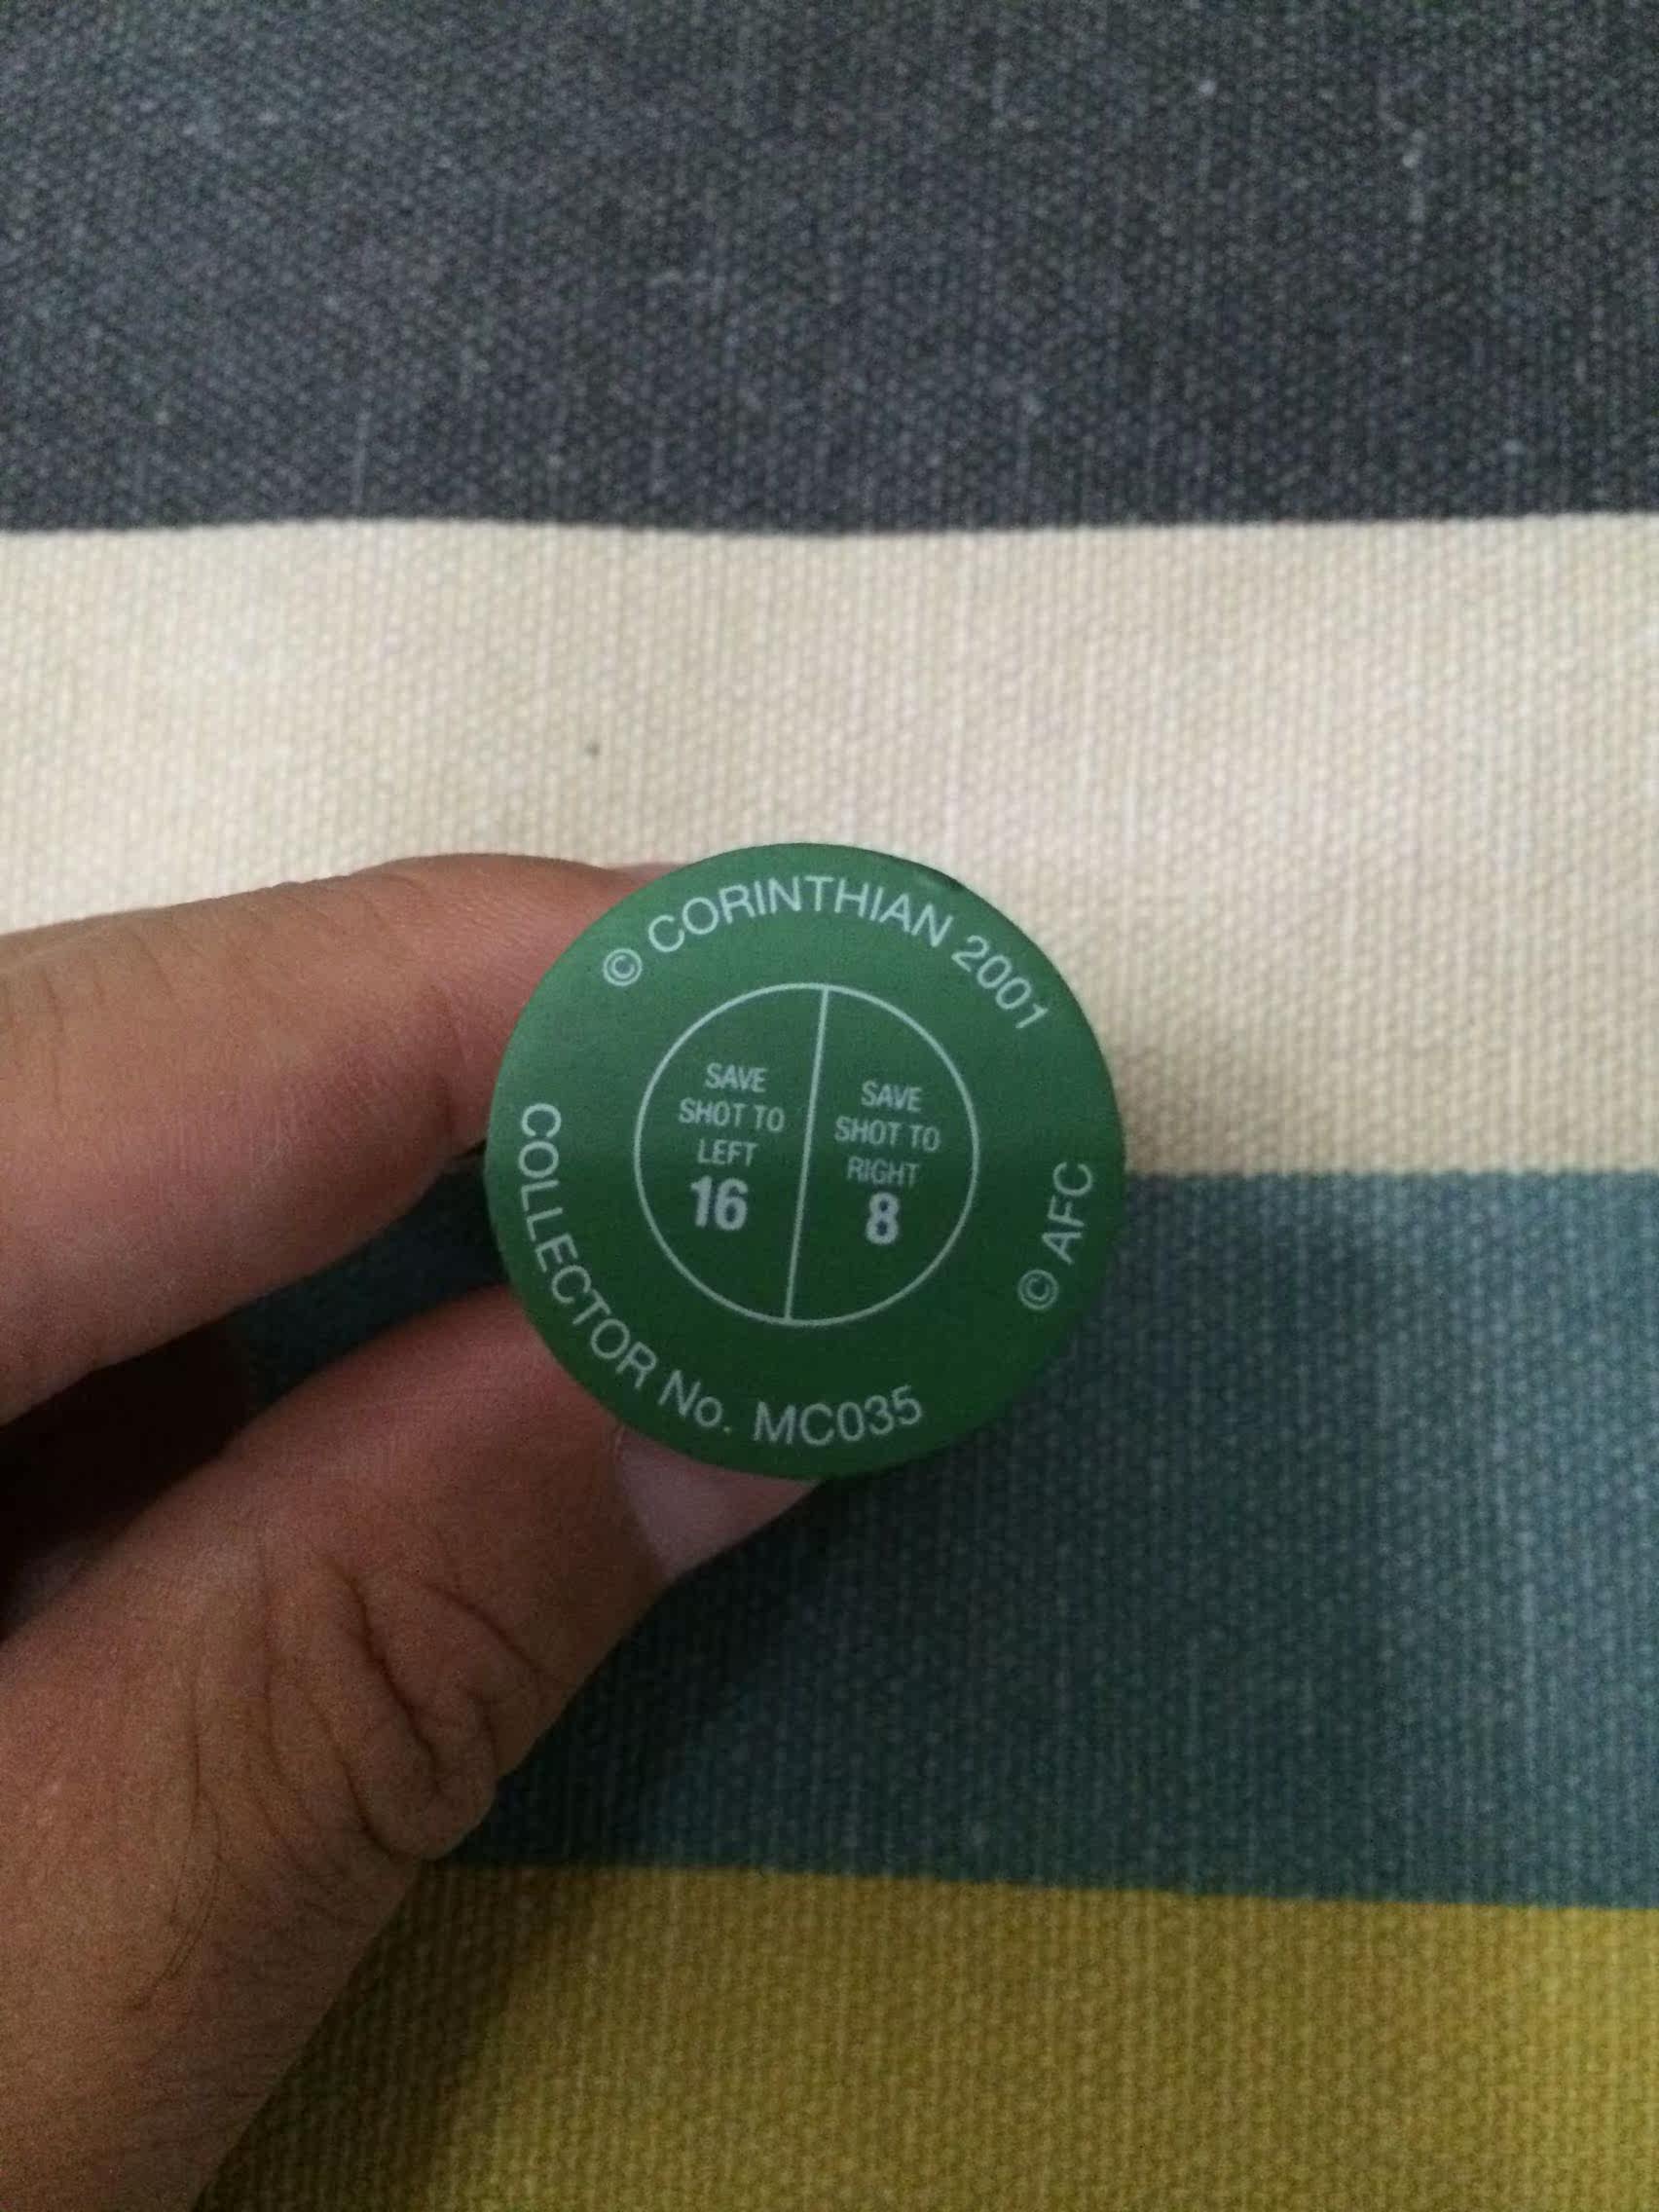 © CORINTHIAN 2001
SAVE
SHOT TO
LEFT
16
SAVE
SHOT TO
RIGHT
8
© AFC
COLLECTOR No. MC035